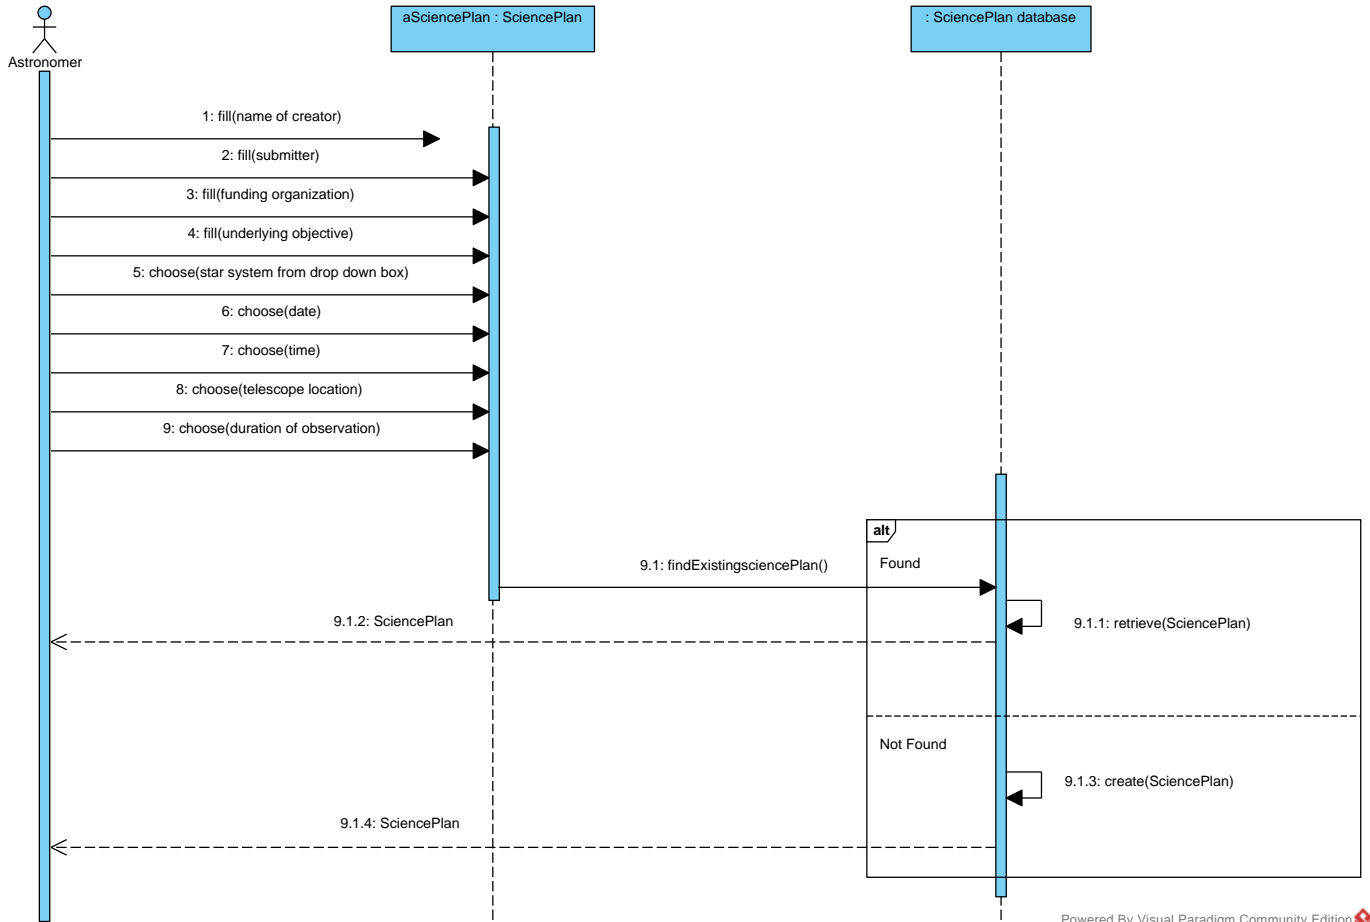 Astronomer
aSciencePlan : SciencePlan
: SciencePlan database
1: fill(name of creator)
2: fill(submitter)
3: fill(funding organization)
4: fill(underlying objective)
5: choose(star system from drop down box)
6: choose(date)
7: choose(time)
8: choose(telescope location)
9: choose(duration of observation)
alt
Found
9.1: findExistingsciencePlan()
9.1.1: retrieve(SciencePlan)
9.1.2: SciencePlan
Not Found
9.1.3: create(SciencePlan)
9.1.4: SciencePlan
Powered By Visual Paradigm Community Edition